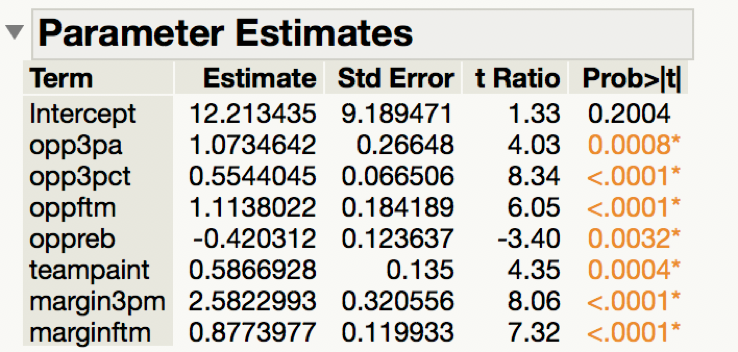 Parameter Estimates
Term Estimate Std Error t Ratio Prob>|t|
Intercept 12.213435 9.189471 1.33 0.2004
opp3pa 1.0734642 0.26648 4.03 0.0008*
opp3pct 0.5544045 0.066506 8.34 <.0001*
oppftm 1.1138022 0.184189 6.05 <.0001*
oppreb -0.420312 0.123637 -3.40 0.0032*
teampaint 0.5866928 0.135 4.35 0.0004*
margin3pm 2.5822993 0.320556 8.06 <.0001*
marginftm 0.8773977 0.119933 7.32 <.0001*